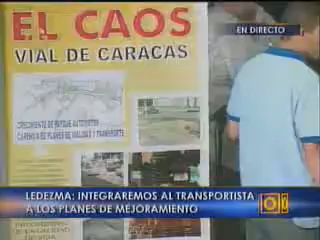 EL CAOS
VIAL DE CARACAS
EN DIRECTO
CRECIMIENTO DE PARQUE AUTOMOTOR
CARENCIA DE PLANES DE VIALIDAD Y TRANSPORTE
LEDEZMA: INTEGRAREMOS AL TRANSPORTISTA
A LOS PLANES DE MEJORAMIENTO